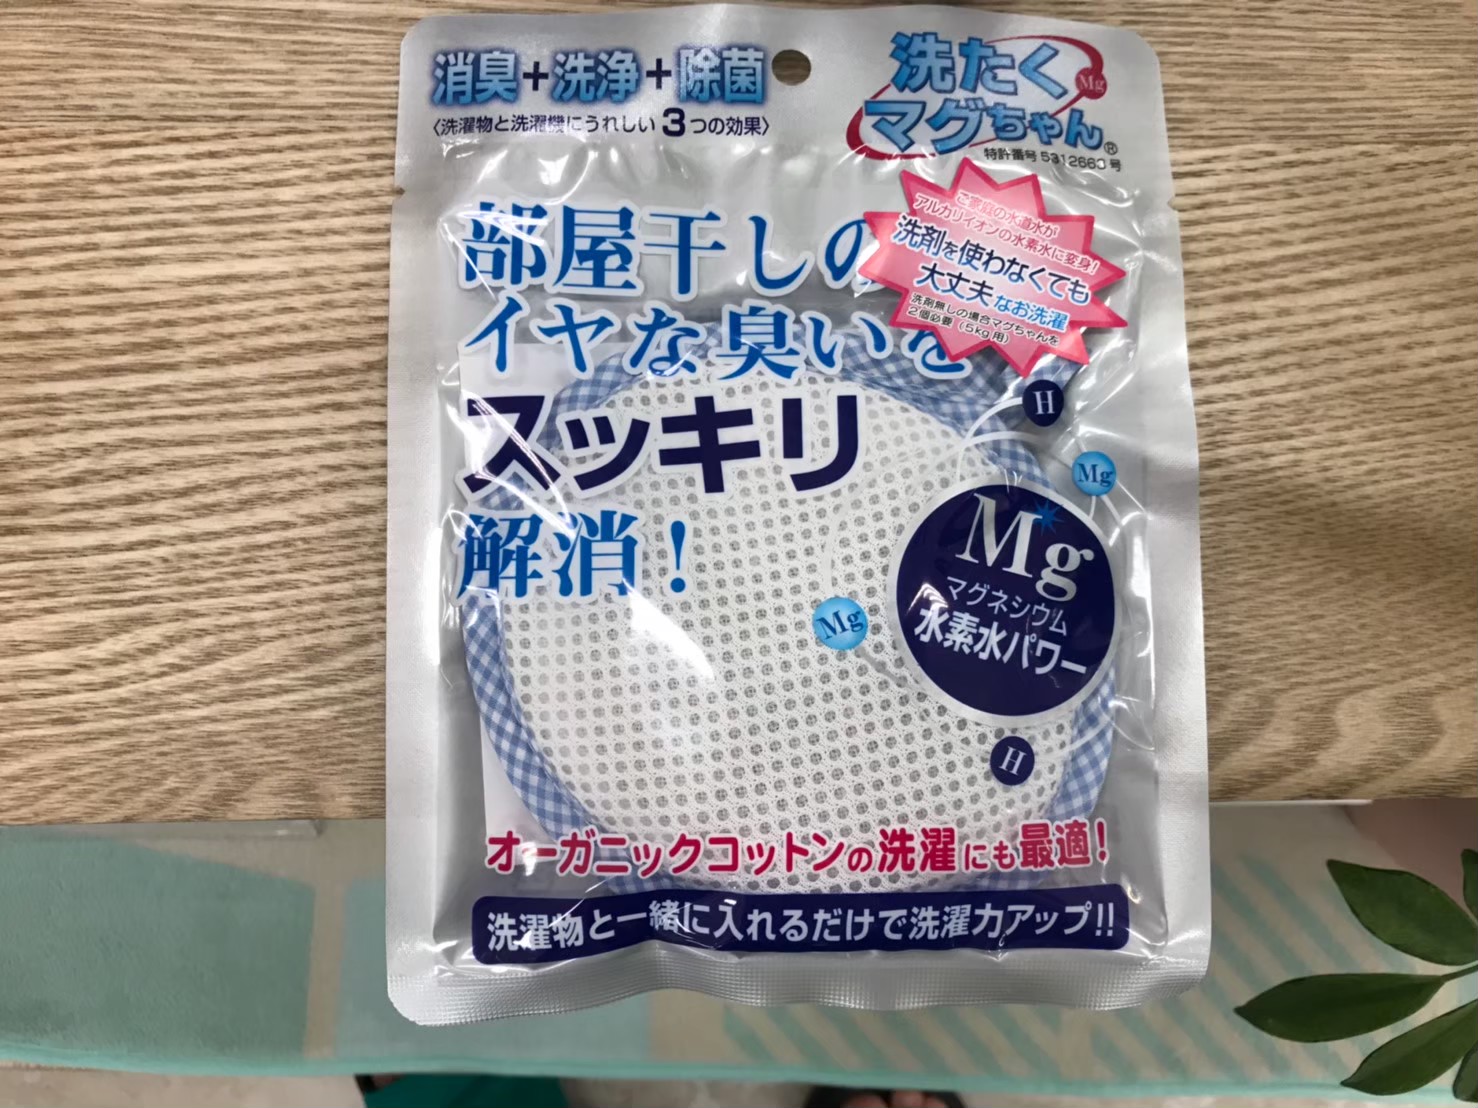 消臭+洗浄+除菌
〈洗濯物と洗濯機にうれしい3つの効果〉
洗たく
マグちゃん®
Mg
特許番号 5312663 号
ご家庭の水道水が
アルカリイオンの水素水に変身!
洗剤を使わなくても
大丈夫なお洗濯
洗剤無しの場合マグちゃんを
2個必要（5kg用）
部屋干しの
イヤな臭いを
スッキリ
解消!
H
Mg
Mg
マグネシウム
水素水パワー
Mg
H
オーガニックコットンの洗濯にも最適!
洗濯物と一緒に入れるだけで洗濯力アップ!!